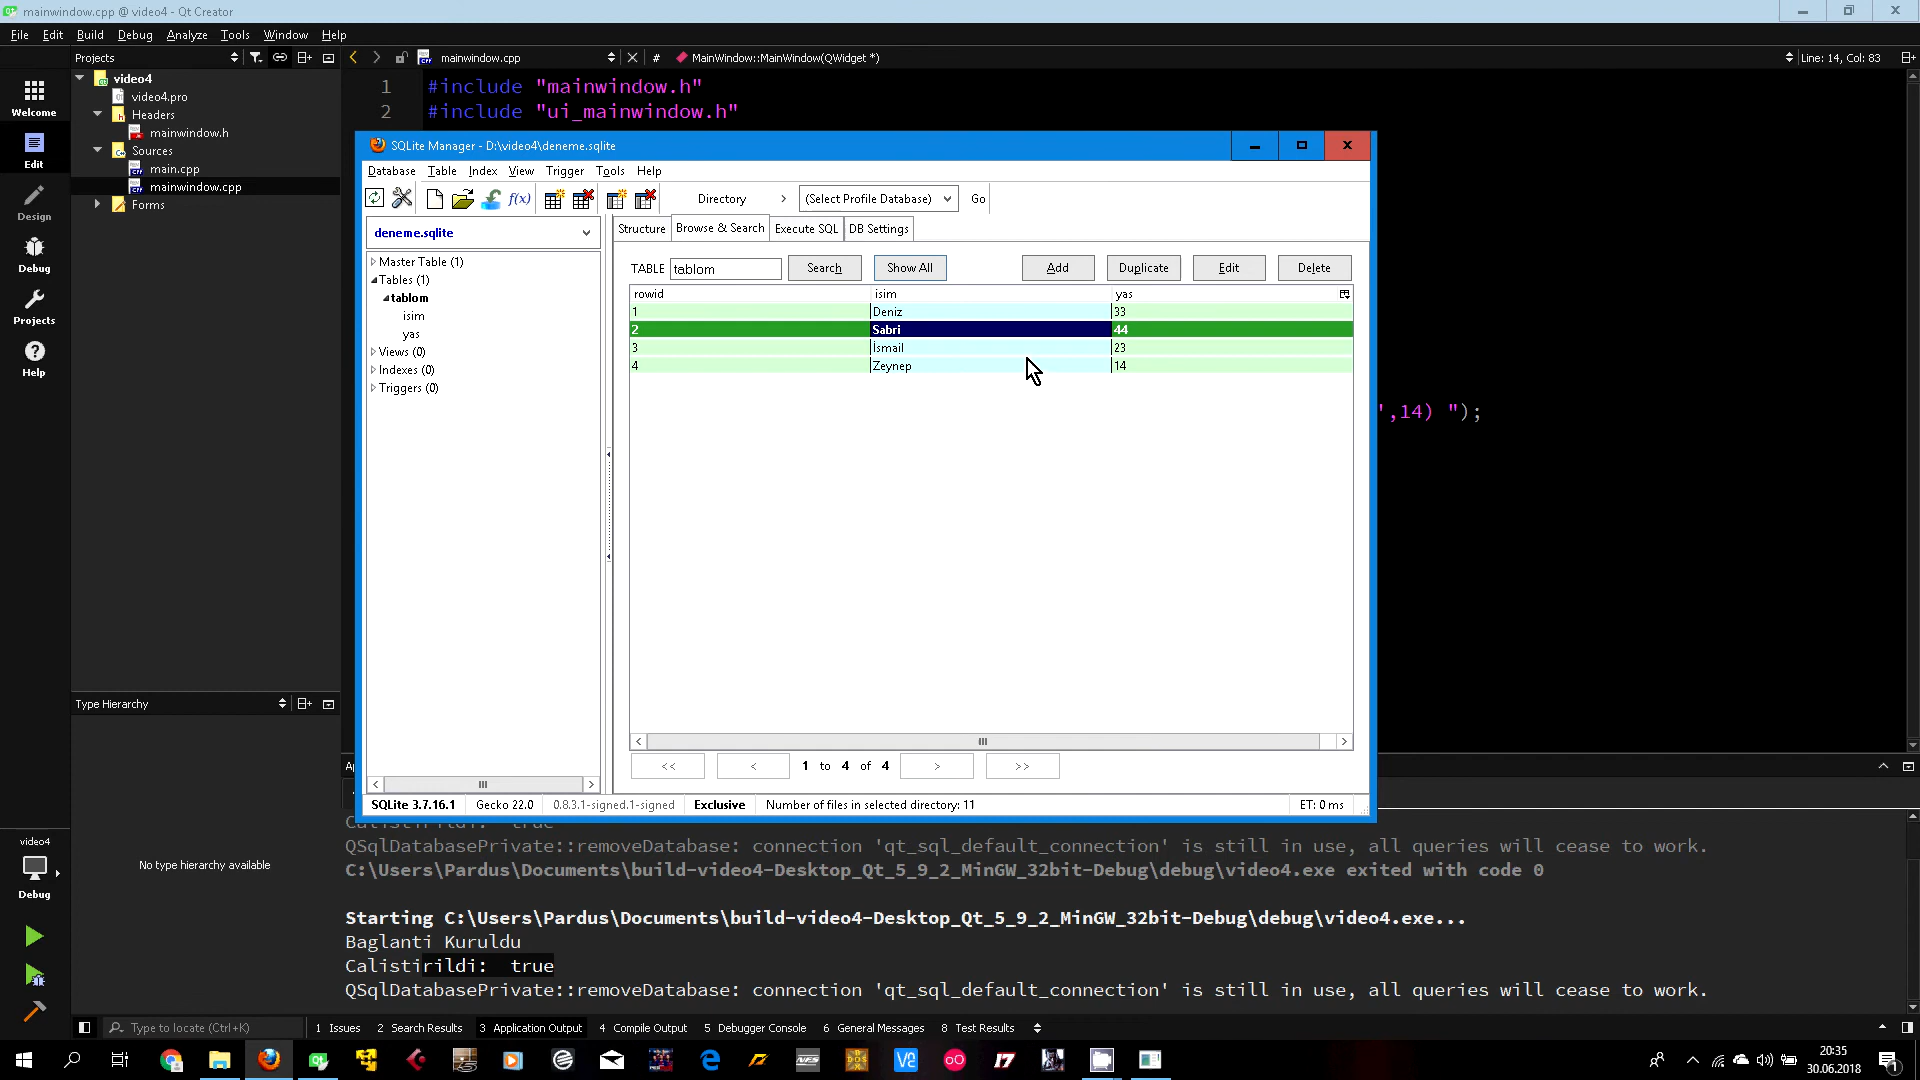 mainwindow.cpp @ video4 - Qt Creator
File Edit Build Debug Analyze Tools Window Help
Projects
mainwindow.cpp
#
MainWindow::MainWindow(QWidget *)
Line: 14, Col: 83
Welcome
Edit
Design
Debug
Projects
Help
video4
video4.pro
Headers
mainwindow.h
Sources
main.cpp
mainwindow.cpp
Forms
1 #include "mainwindow.h"
2 #include "ui_mainwindow.h"
',14) ");
SQLite Manager - D:\video4\deneme.sqlite
Database Table Index View Trigger Tools Help
f(x)
Directory > (Select Profile Database) Go
deneme.sqlite
Master Table (1)
Tables (1)
tablom
isim
yas
Views (0)
Indexes (0)
Triggers (0)
Structure Browse & Search Execute SQL DB Settings
TABLE tablom Search Show All Add Duplicate Edit Delete
rowid isim yas
1 Deniz 33
2 Sabri 44
3 İsmail 23
4 Zeynep 14
<< < 1 to 4 of 4 > >>
SQLite 3.7.16.1 Gecko 22.0 0.8.3.1-signed.1-signed Exclusive Number of files in selected directory: 11 ET: 0 ms
Type Hierarchy
No type hierarchy available
video4
Debug
Calistirildi: true
QSqlDatabasePrivate::removeDatabase: connection 'qt_sql_default_connection' is still in use, all queries will cease to work.
C:\Users\Pardus\Documents\build-video4-Desktop_Qt_5_9_2_MinGW_32bit-Debug\debug\video4.exe exited with code 0
Starting C:\Users\Pardus\Documents\build-video4-Desktop_Qt_5_9_2_MinGW_32bit-Debug\debug\video4.exe...
Baglanti Kuruldu
Calistirildi: true
QSqlDatabasePrivate::removeDatabase: connection 'qt_sql_default_connection' is still in use, all queries will cease to work.
Type to locate (Ctrl+K)
1 Issues 2 Search Results 3 Application Output 4 Compile Output 5 Debugger Console 6 General Messages 8 Test Results
20:35
30.06.2018